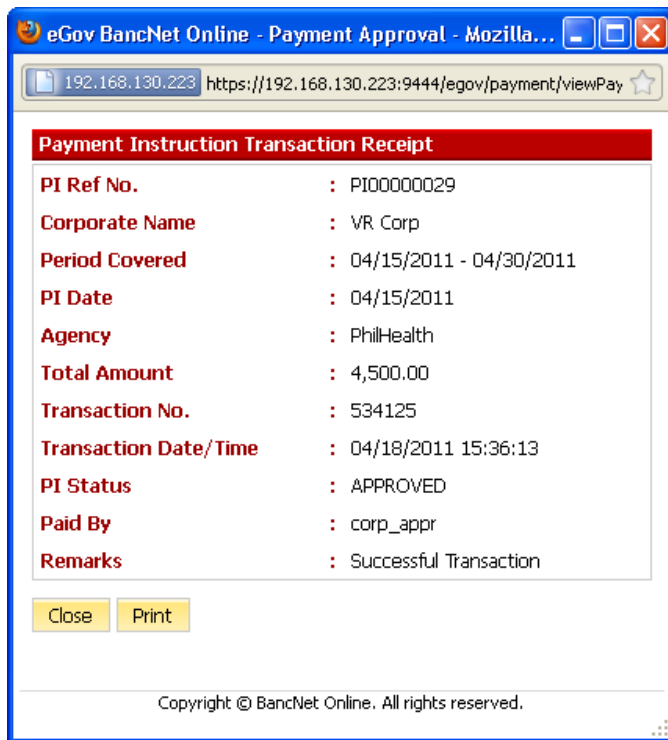 eGov BancNet Online - Payment Approval - Mozilla...
192.168.130.223 https://192.168.130.223:9444/egov/payment/viewPay
Payment Instruction Transaction Receipt
PI Ref No. : PI00000029
Corporate Name : VR Corp
Period Covered : 04/15/2011 - 04/30/2011
PI Date : 04/15/2011
Agency : PhilHealth
Total Amount : 4,500.00
Transaction No. : 534125
Transaction Date/Time : 04/18/2011 15:36:13
PI Status : APPROVED
Paid By : corp_appr
Remarks : Successful Transaction
Close Print
Copyright © BancNet Online. All rights reserved.